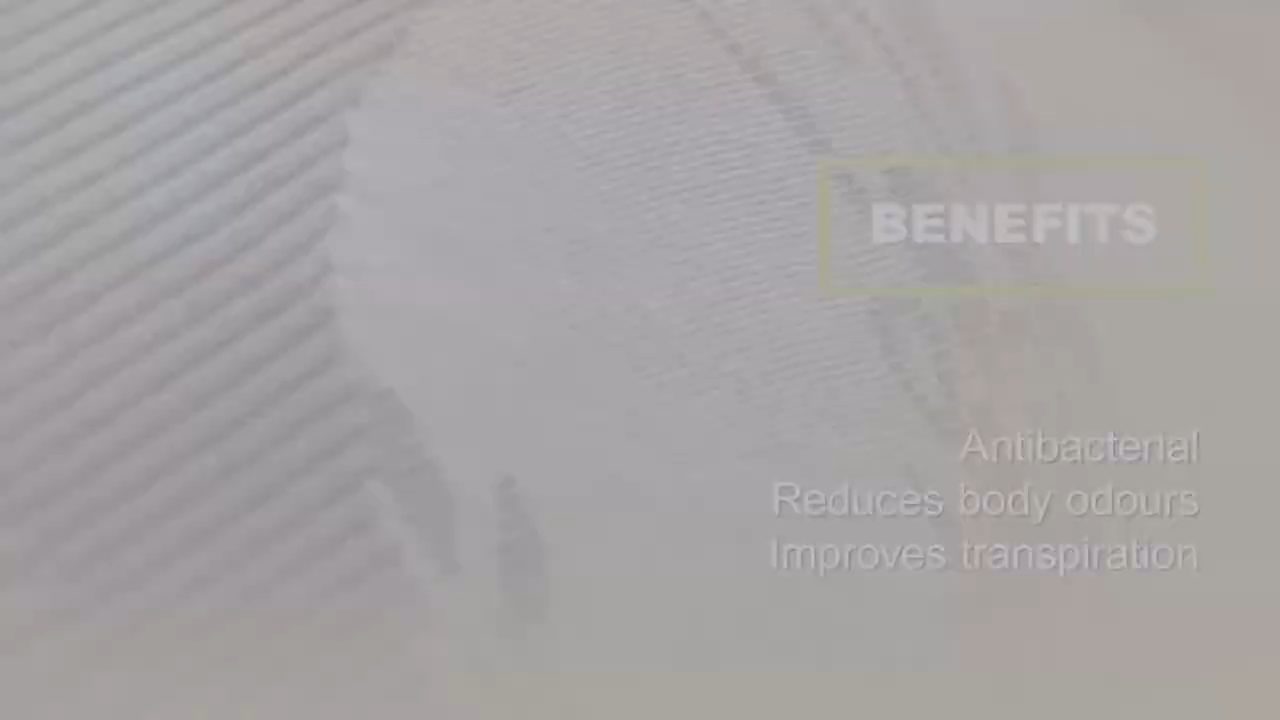 BENEFITS
Antibacterial
Reduces body odours
Improves transpiration